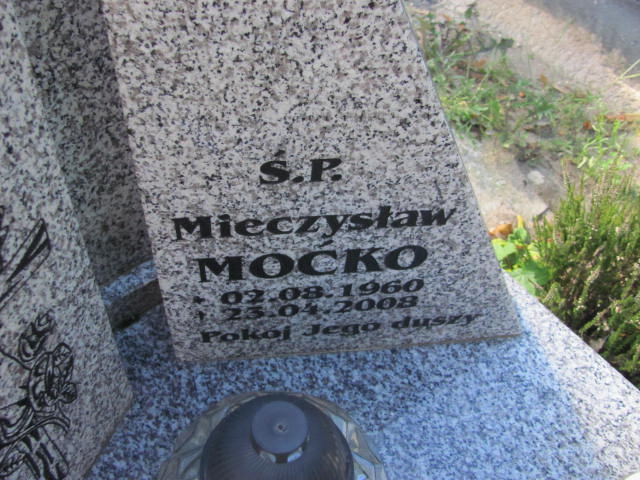 Ś.P.
Mieczysław
MOĆKO
* 02.08.1960
† 23.04.2008
Pokój Jego duszy